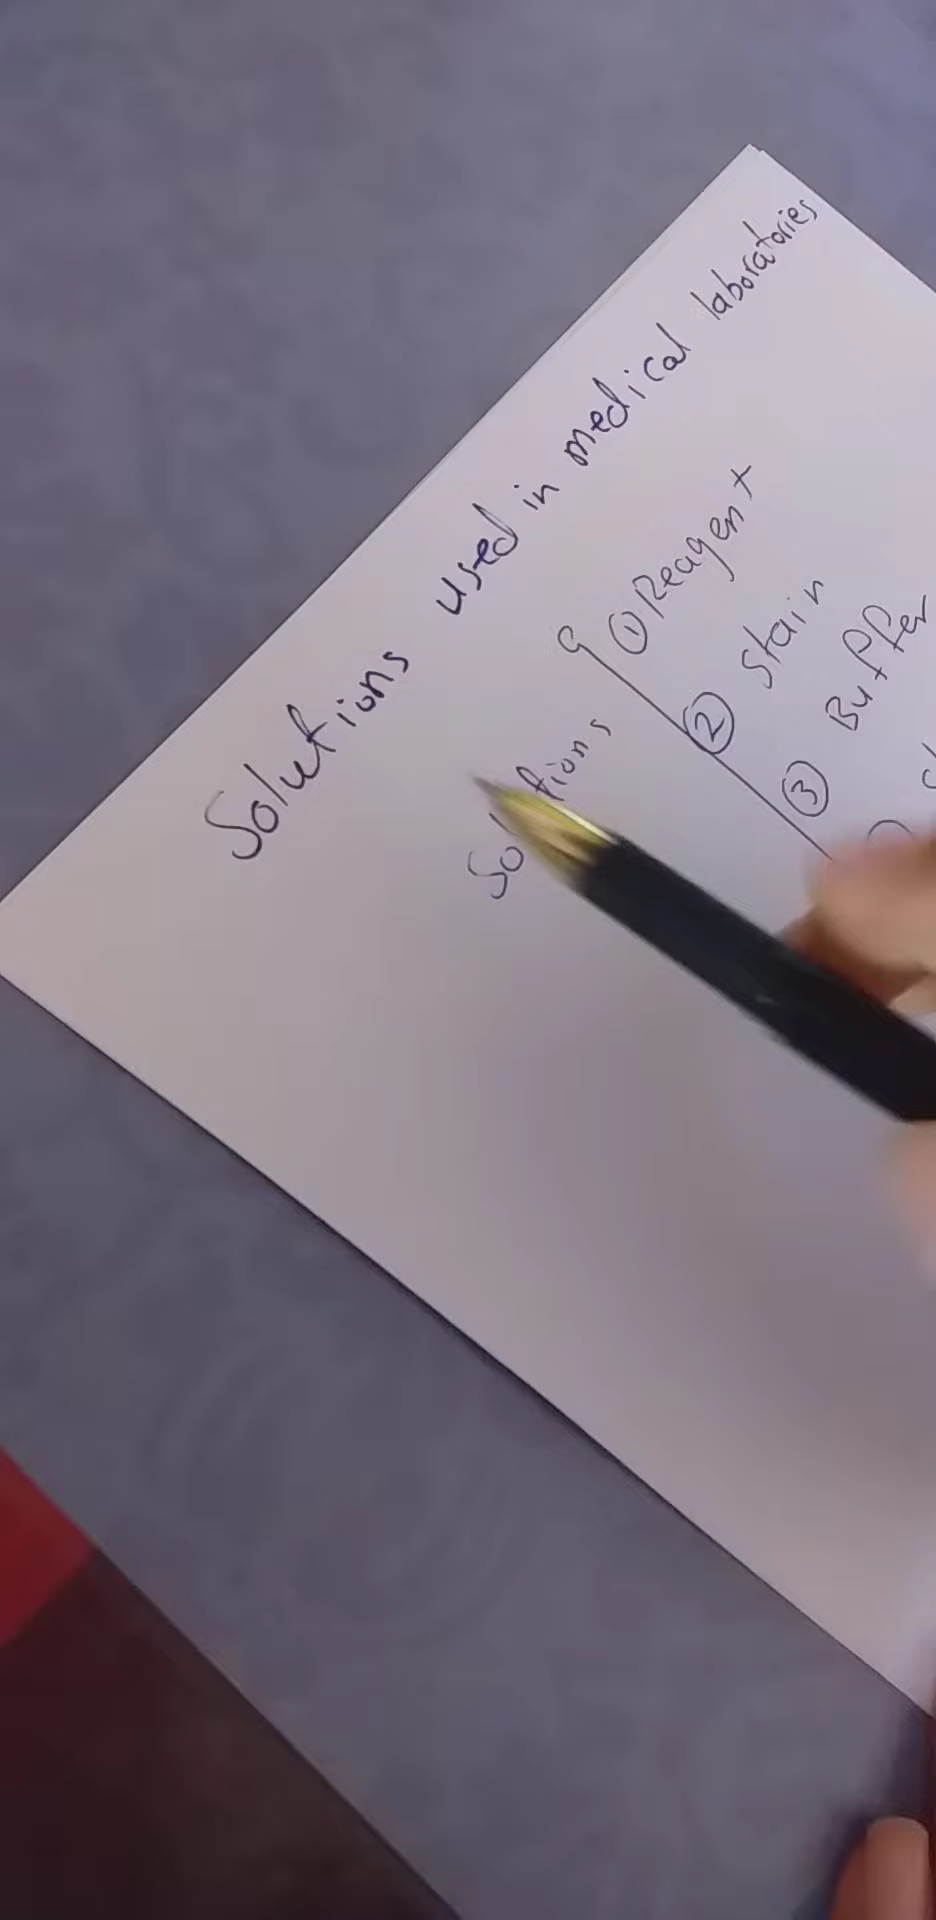 Solutions used in medical laboratories
Solutions
① Reagent
② Stain
③ Buffer